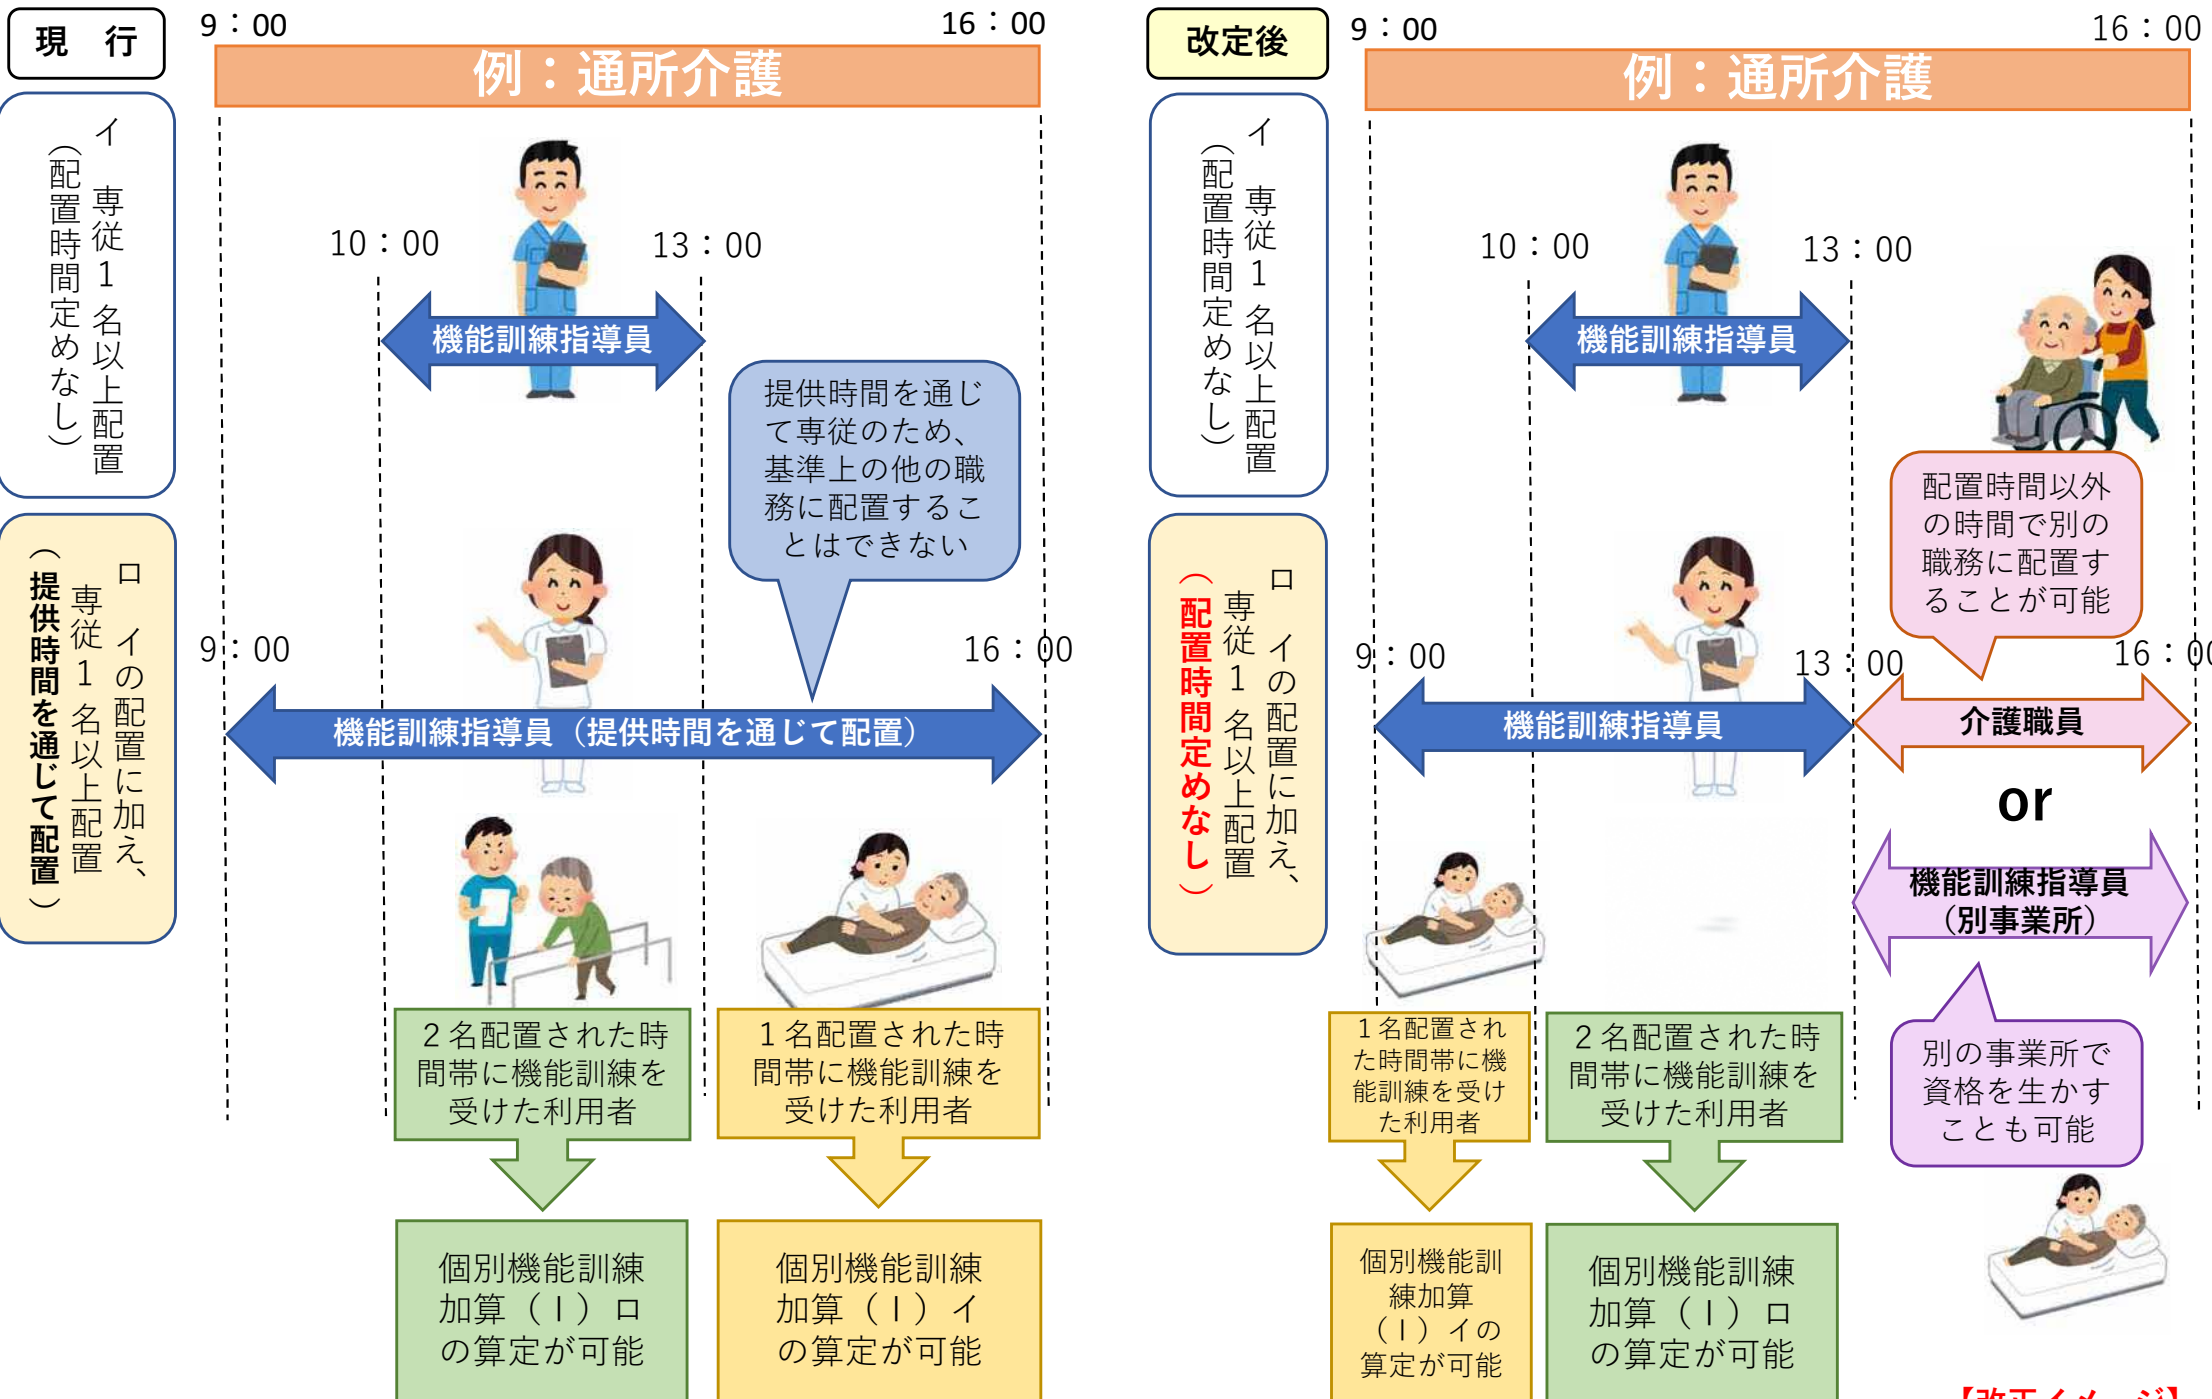 現　行
9：00
16：00
例：通所介護
イ　専従１名以上配置
（配置時間定めなし）
10：00
13：00
機能訓練指導員
提供時間を通じ
て専従のため、
基準上の他の職
務に配置するこ
とはできない
ロ　イの配置に加え、
専従１名以上配置
（提供時間を通じて配置）
9：00
16：00
機能訓練指導員（提供時間を通じて配置）
２名配置された時
間帯に機能訓練を
受けた利用者
１名配置された時
間帯に機能訓練を
受けた利用者
個別機能訓練
加算（Ⅰ）ロ
の算定が可能
個別機能訓練
加算（Ⅰ）イ
の算定が可能
改定後
9：00
16：00
例：通所介護
イ　専従１名以上配置
（配置時間定めなし）
10：00
13：00
機能訓練指導員
配置時間以外
の時間で別の
職務に配置す
ることが可能
ロ　イの配置に加え、
専従１名以上配置
（配置時間定めなし）
9：00
13：00
16：00
機能訓練指導員
介護職員
or
機能訓練指導員
（別事業所）
別の事業所で
資格を生かす
ことも可能
１名配置され
た時間帯に機
能訓練を受け
た利用者
２名配置された時
間帯に機能訓練を
受けた利用者
個別機能訓
練加算
（Ⅰ）イの
算定が可能
個別機能訓練
加算（Ⅰ）ロ
の算定が可能
【改正イメージ】